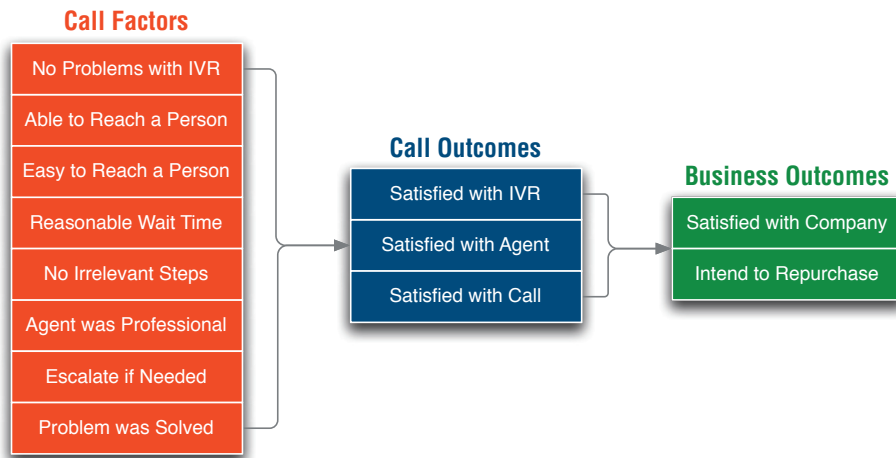 Call Factors
No Problems with IVR
Able to Reach a Person
Easy to Reach a Person
Reasonable Wait Time
No Irrelevant Steps
Agent was Professional
Escalate if Needed
Problem was Solved
Call Outcomes
Satisfied with IVR
Satisfied with Agent
Satisfied with Call
Business Outcomes
Satisfied with Company
Intend to Repurchase